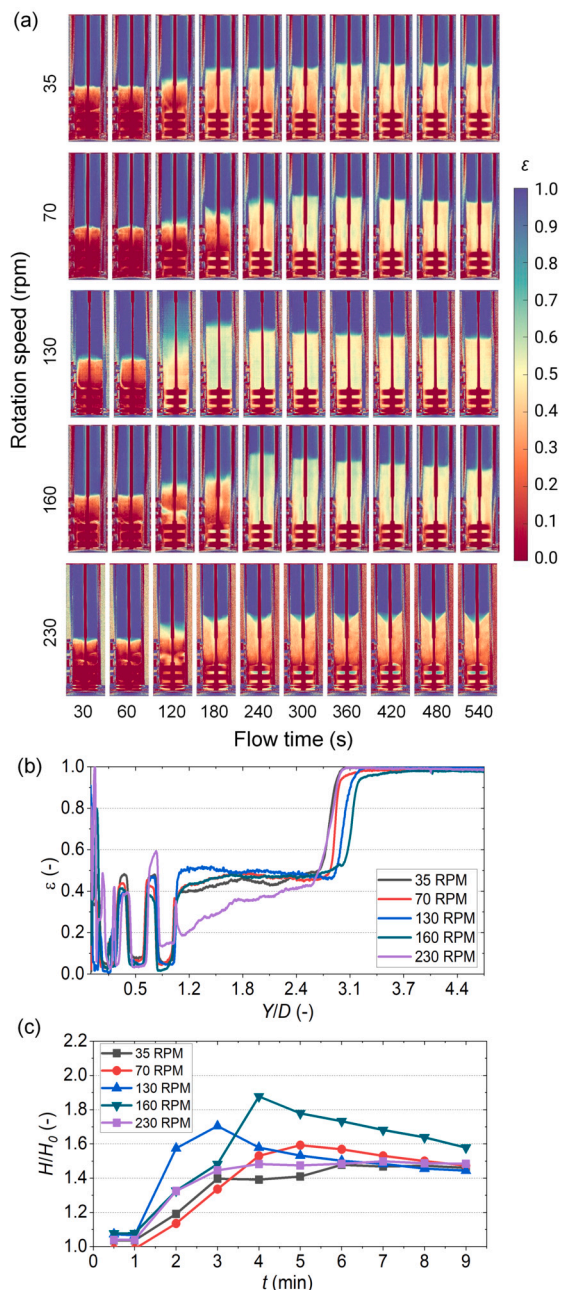 (a)
ε
Rotation speed (rpm)
35
70
130
160
230
1.0
0.9
0.8
0.7
0.6
0.5
0.4
0.3
0.2
0.1
0.0
30 60 120 180 240 300 360 420 480 540
Flow time (s)
(b)
ε (-)
1.0
0.8
0.6
0.4
0.2
0.0
35 RPM
70 RPM
130 RPM
160 RPM
230 RPM
0.5 1.2 1.8 2.4 3.1 3.7 4.4
Y/D (-)
(c)
H/H₀ (-)
2.2
2.0
1.8
1.6
1.4
1.2
1.0
35 RPM
70 RPM
130 RPM
160 RPM
230 RPM
0 1 2 3 4 5 6 7 8 9
t (min)